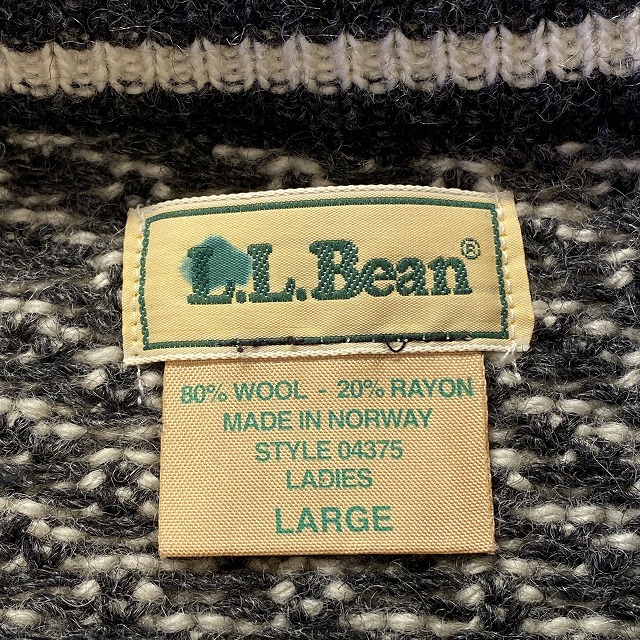 L.L.Bean®
80% WOOL - 20% RAYON
MADE IN NORWAY
STYLE 04375
LADIES
LARGE